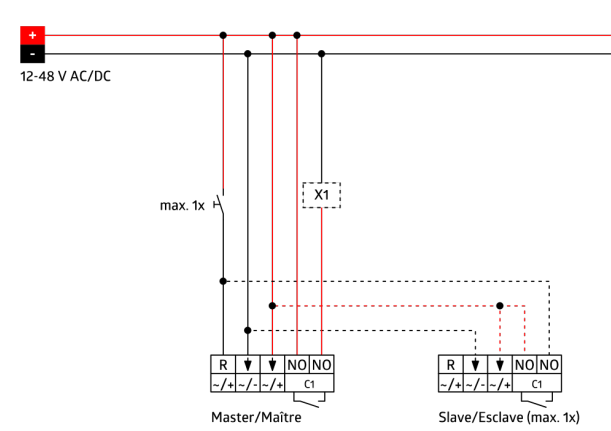 +
-
12-48 V AC/DC
max. 1x
X1
R NO NO
~/+ ~/- ~/+ C1
R NO NO
~/+ ~/- ~/+ C1
Master/Maître
Slave/Esclave (max. 1x)